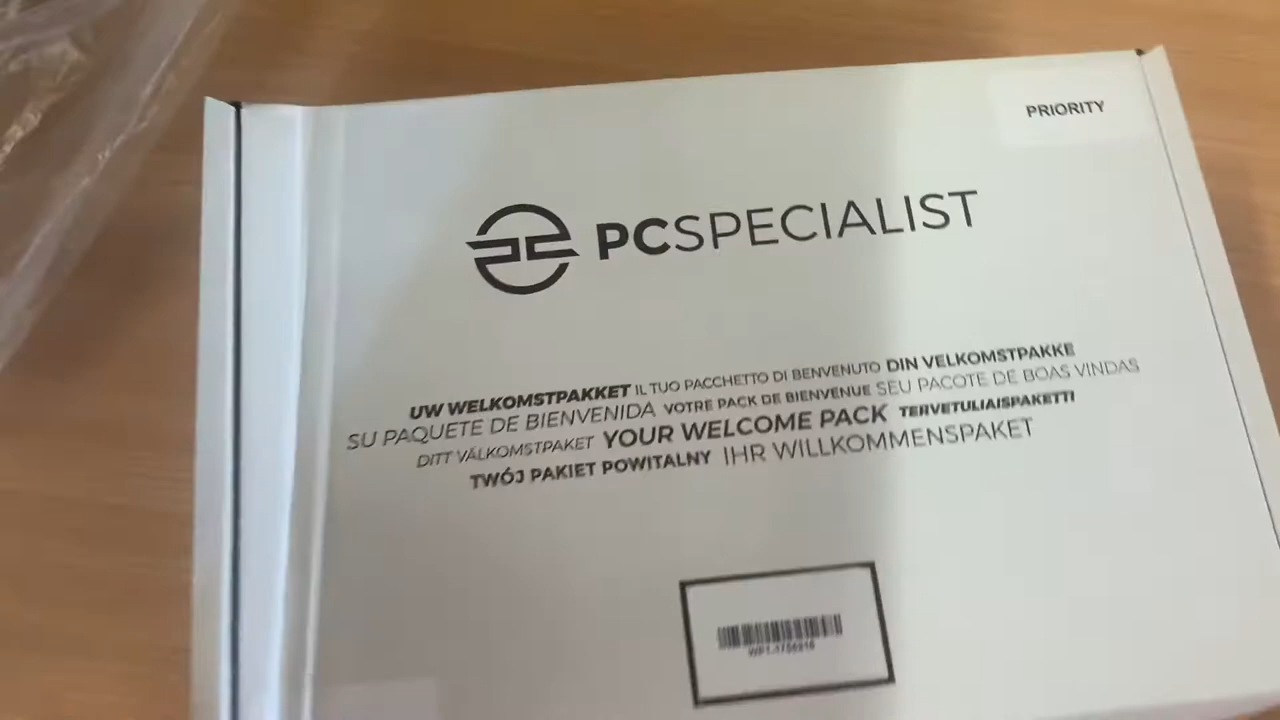 PRIORITY
PCSPECIALIST
UW WELKOMSTPAKKET IL TUO PACCHETTO DI BENVENUTO DIN VELKOMSTPAKKE
SU PAQUETE DE BIENVENIDA VOTRE PACK DE BIENVENUE SEU PACOTE DE BOAS VINDAS
DITT VÄLKOMSTPAKET YOUR WELCOME PACK TERVETULIAISPAKETTI
TWÓJ PAKIET POWITALNY IHR WILLKOMMENSPAKET